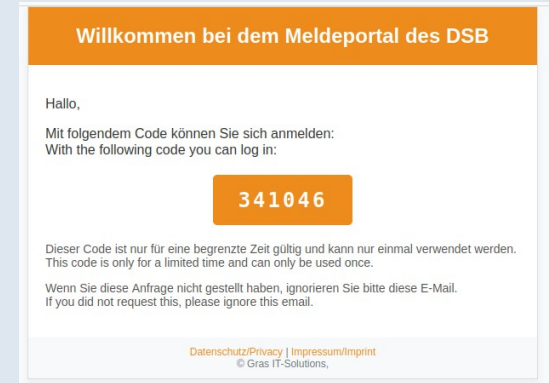 Willkommen bei dem Meldeportal des DSB
Hallo,
Mit folgendem Code können Sie sich anmelden:
With the following code you can log in:
341046
Dieser Code ist nur für eine begrenzte Zeit gültig und kann nur einmal verwendet werden.
This code is only for a limited time and can only be used once.
Wenn Sie diese Anfrage nicht gestellt haben, ignorieren Sie bitte diese E-Mail.
If you did not request this, please ignore this email.
Datenschutz/Privacy | Impressum/Imprint
© Gras IT-Solutions,